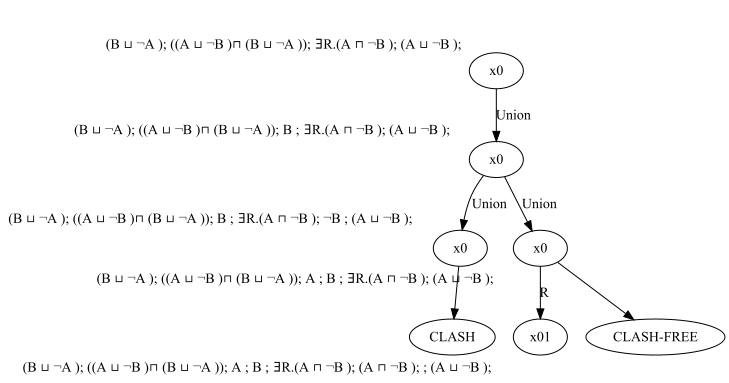 (B ⊔ ¬A ); ((A ⊔ ¬B )⊓ (B ⊔ ¬A )); ∃R.(A ⊓ ¬B ); (A ⊔ ¬B );
x0
Union
(B ⊔ ¬A ); ((A ⊔ ¬B )⊓ (B ⊔ ¬A )); B ; ∃R.(A ⊓ ¬B ); (A ⊔ ¬B );
x0
Union Union
(B ⊔ ¬A ); ((A ⊔ ¬B )⊓ (B ⊔ ¬A )); B ; ∃R.(A ⊓ ¬B ); ¬B ; (A ⊔ ¬B );
x0 x0
(B ⊔ ¬A ); ((A ⊔ ¬B )⊓ (B ⊔ ¬A )); A ; B ; ∃R.(A ⊓ ¬B ); (A ⊔ ¬B );
R
CLASH x01 CLASH-FREE
(B ⊔ ¬A ); ((A ⊔ ¬B )⊓ (B ⊔ ¬A )); A ; B ; ∃R.(A ⊓ ¬B ); (A ⊓ ¬B ); ; (A ⊔ ¬B );